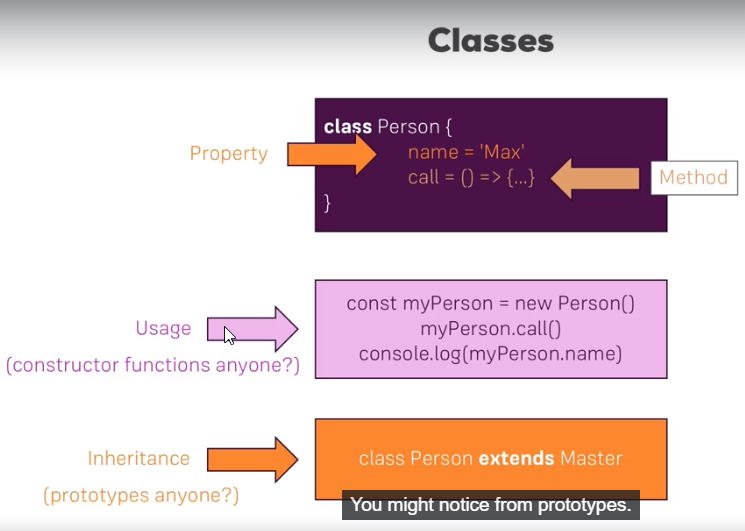 Classes
class Person {
Property
name = 'Max'
call = () => {...}
Method
}
const myPerson = new Person()
Usage
myPerson.call()
console.log(myPerson.name)
(constructor functions anyone?)
Inheritance
class Person extends Master
(prototypes anyone?)
You might notice from prototypes.